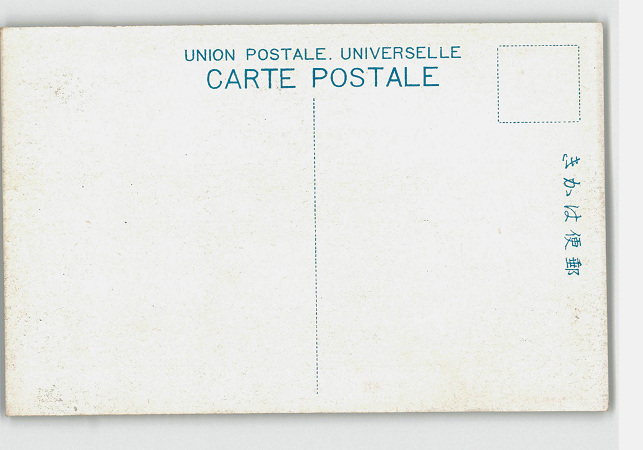 UNION POSTALE. UNIVERSELLE
CARTE POSTALE
きかは便郵